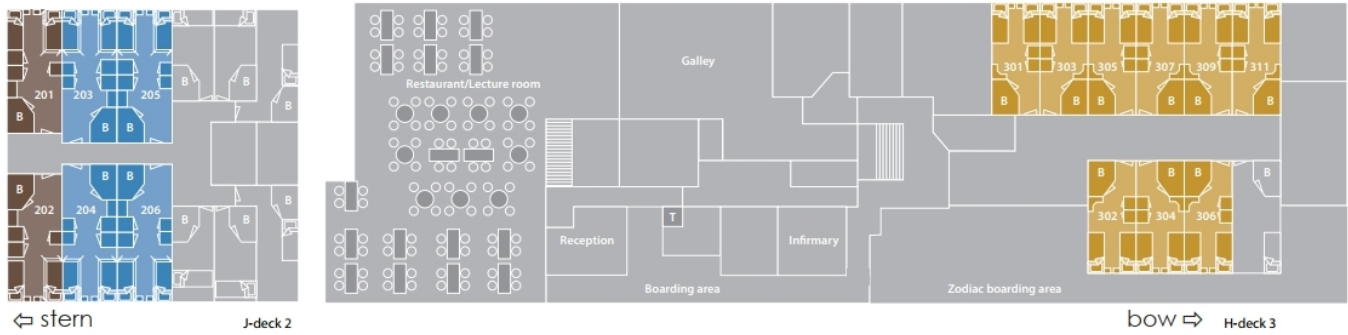 201
203
205
B
B
B
B
B
B
202
204
206
B
B
B
B
B
B
⇦ stern
J-deck 2
Restaurant/Lecture room
Galley
301
303
305
307
309
311
B
B
B
B
B
B
302
304
306
B
B
B
B
T
Reception
Infirmary
Boarding area
Zodiac boarding area
bow ⇨
H-deck 3